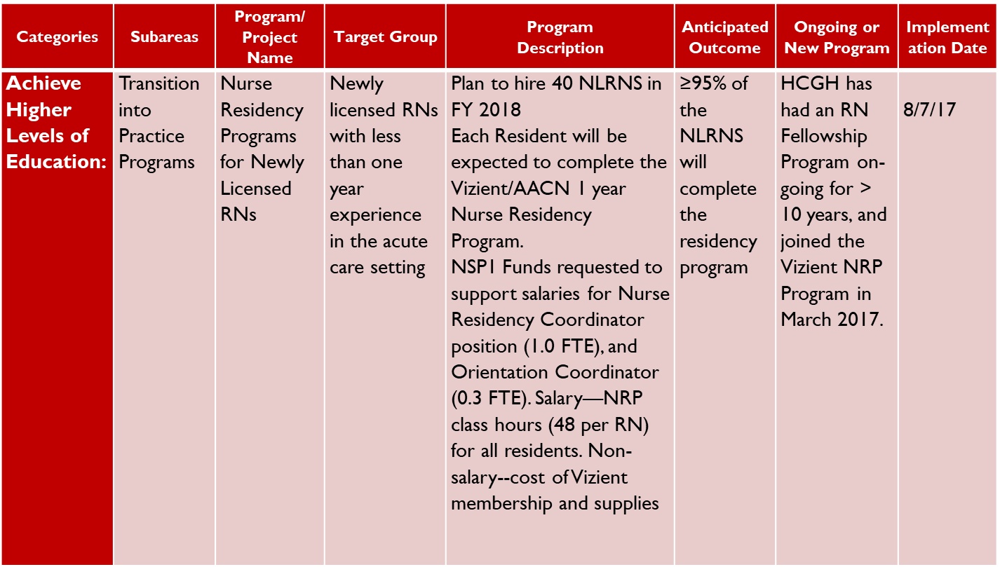 Categories
Subareas
Program/
Project
Name
Target Group
Program
Description
Anticipated
Outcome
Ongoing or
New Program
Implement
ation Date
Achieve
Higher
Levels of
Education:
Transition
into
Practice
Programs
Nurse
Residency
Programs
for Newly
Licensed
RNs
Newly
licensed RNs
with less
than one
year
experience
in the acute
care setting
Plan to hire 40 NLRNS in
FY 2018
Each Resident will be
expected to complete the
Vizient/AACN 1 year
Nurse Residency
Program.
NSP1 Funds requested to
support salaries for Nurse
Residency Coordinator
position (1.0 FTE), and
Orientation Coordinator
(0.3 FTE). Salary—NRP
class hours (48 per RN)
for all residents. Non-
salary--cost of Vizient
membership and supplies
≥95% of
the
NLRNS
will
complete
the
residency
program
HCGH has
had an RN
Fellowship
Program on-
going for >
10 years, and
joined the
Vizient NRP
Program in
March 2017.
8/7/17